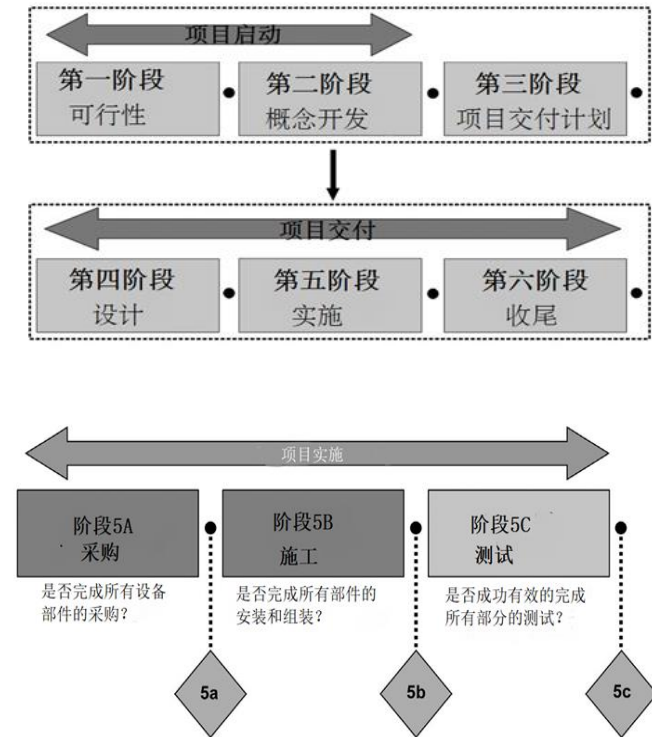 项目启动
第一阶段
可行性
第二阶段
概念开发
第三阶段
项目交付计划
项目交付
第四阶段
设计
第五阶段
实施
第六阶段
收尾
项目实施
阶段5A
采购
阶段5B
施工
阶段5C
测试
是否完成所有设备
部件的采购？
是否完成所有部件的
安装和组装？
是否成功有效的完成
所有部分的测试？
5a
5b
5c